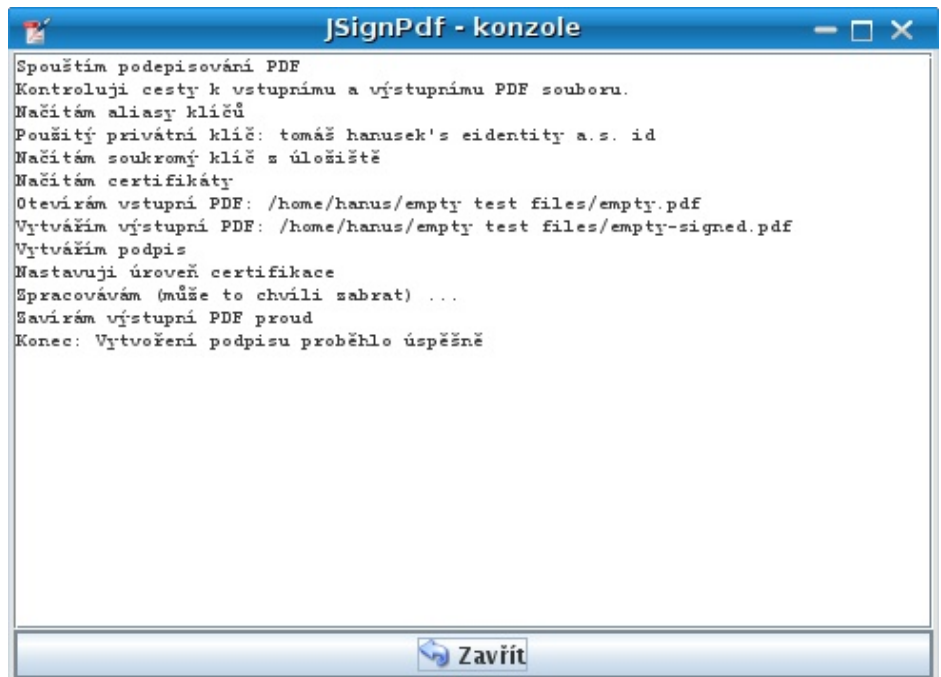 JSignPdf - konzole
Spouštím podepisování PDF
Kontroluji cesty k vstupnímu a výstupnímu PDF souboru.
Načítám aliasy klíčů
Použitý privátní klíč: tomáš hanusek's eidentity a.s. id
Načítám soukromý klíč z úložiště
Načítám certifikáty
Otevírám vstupní PDF: /home/hanus/empty test files/empty.pdf
Vytvářím výstupní PDF: /home/hanus/empty test files/empty-signed.pdf
Vytvářím podpis
Nastavuji úroveň certifikace
Zpracovávám (může to chvíli zabrat) ...
Zavírám výstupní PDF proud
Konec: Vytvoření podpisu proběhlo úspěšně
Zavřít